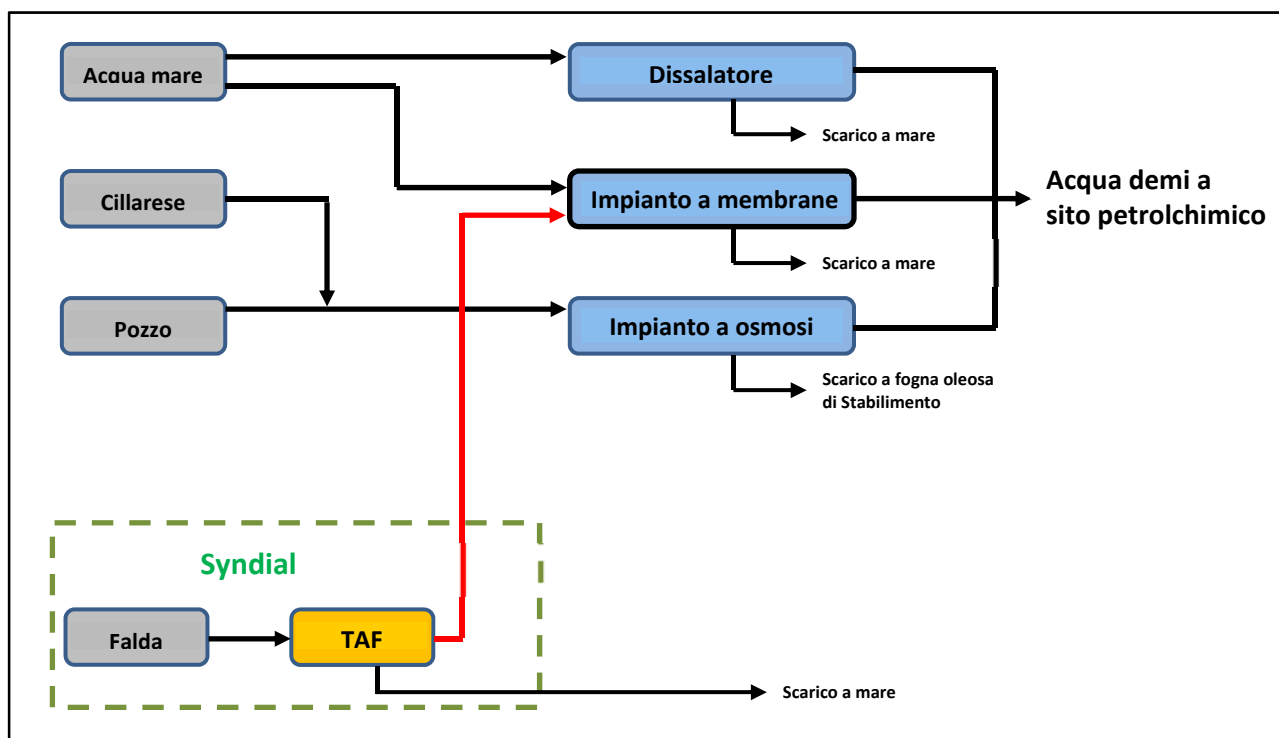 Acqua mare
Dissalatore
Scarico a mare
Cillarese
Impianto a membrane
Acqua demi a
sito petrolchimico
Scarico a mare
Pozzo
Impianto a osmosi
Scarico a fogna oleosa
di Stabilimento
Syndial
Falda
TAF
Scarico a mare